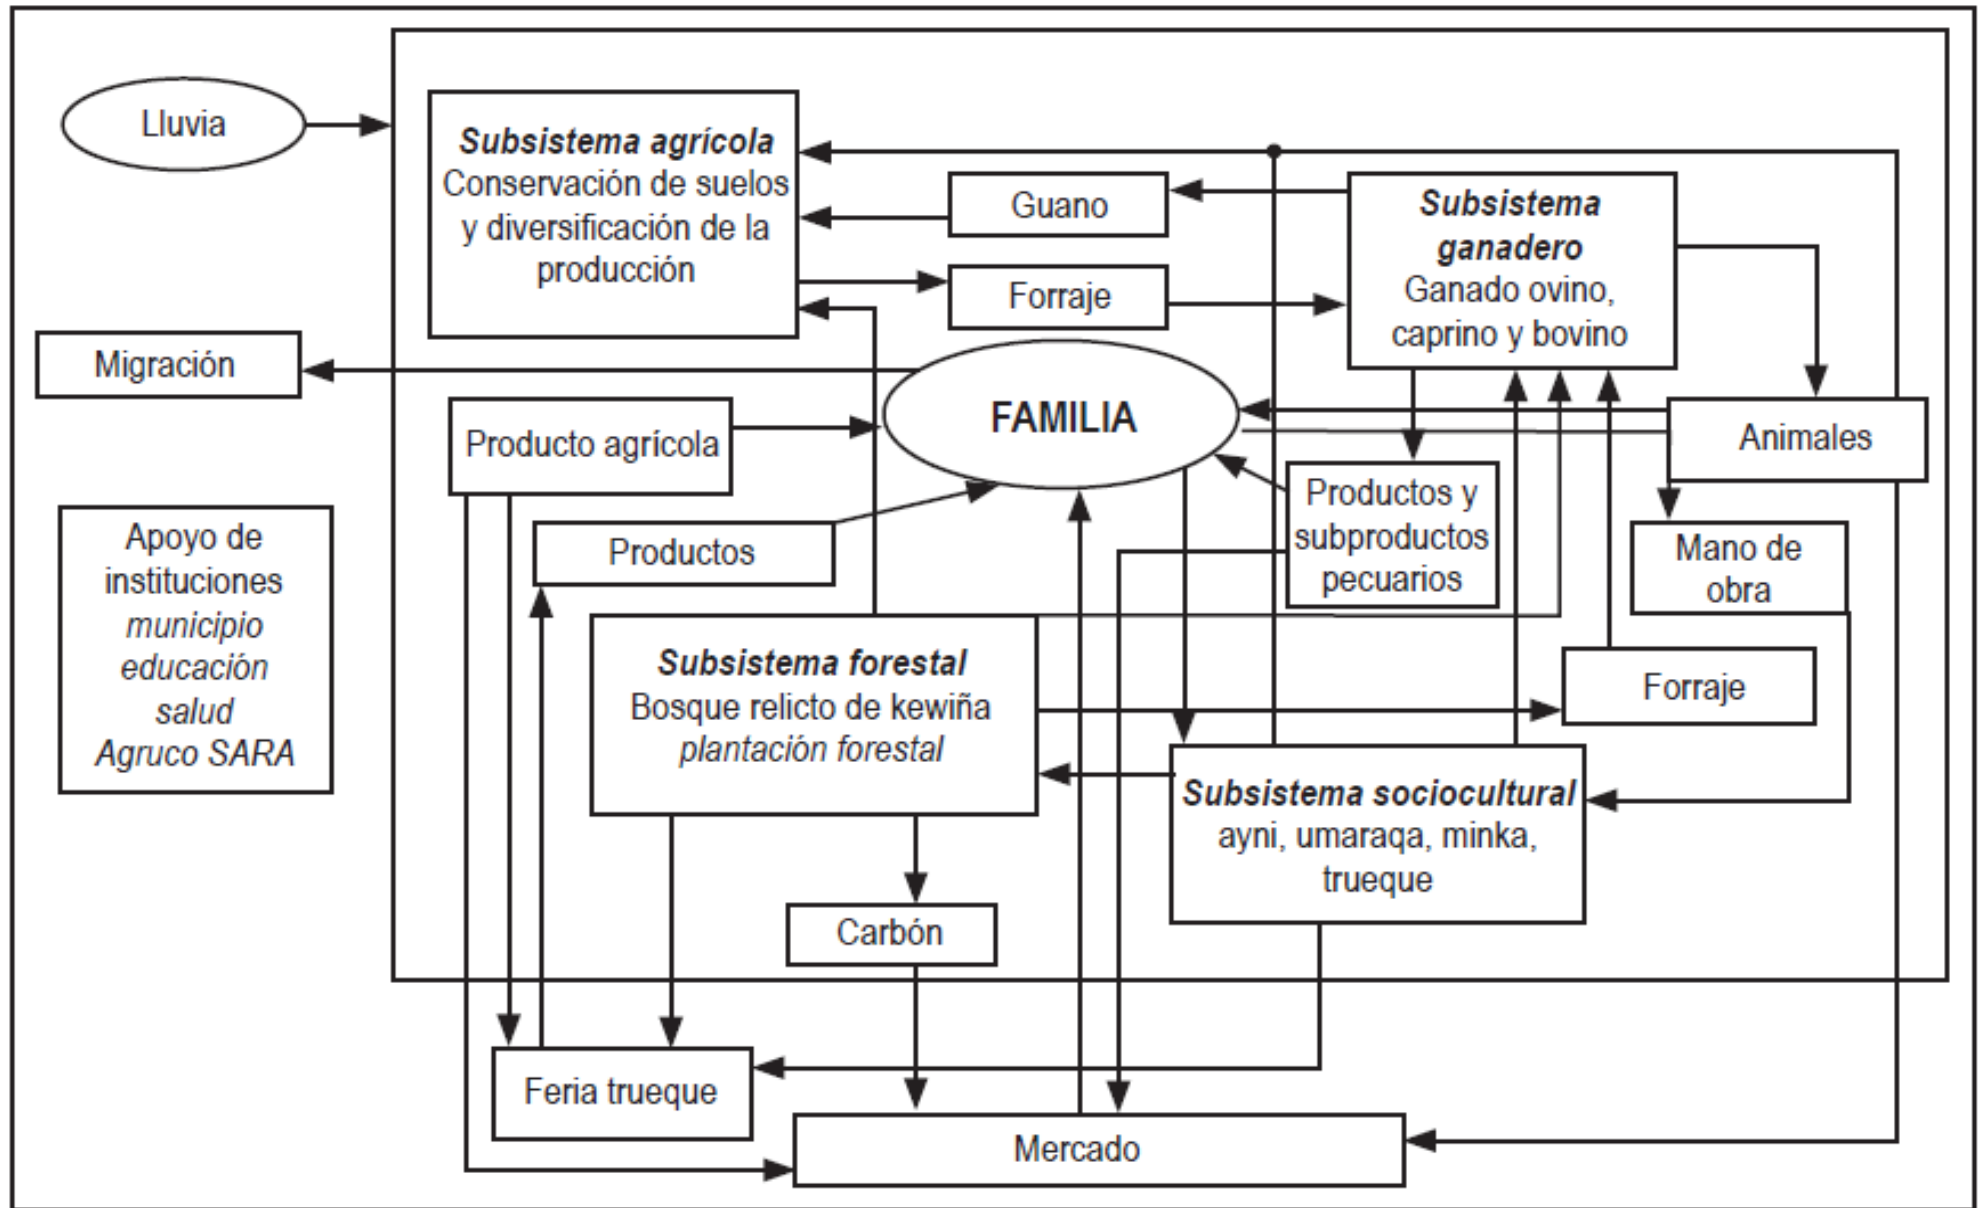 Lluvia
Subsistema agrícola
Conservación de suelos
y diversificación de la
producción
Guano
Forraje
Subsistema
ganadero
Ganado ovino,
caprino y bovino
Migración
FAMILIA
Producto agrícola
Animales
Productos y
subproductos
pecuarios
Mano de
obra
Apoyo de
instituciones
municipio
educación
salud
Agruco SARA
Productos
Subsistema forestal
Bosque relicto de kewiña
plantación forestal
Forraje
Subsistema sociocultural
ayni, umaraqa, minka,
trueque
Carbón
Feria trueque
Mercado